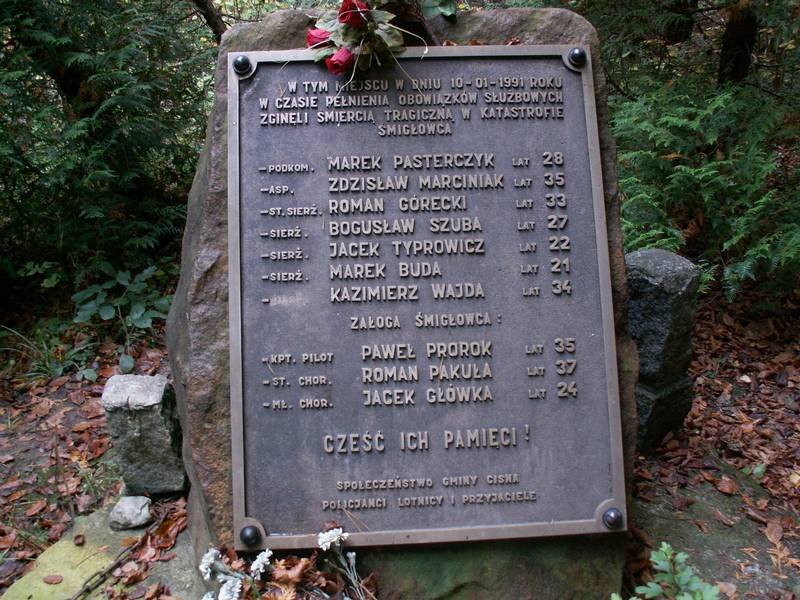 W TYM MIEJSCU W DNIU 10-01-1991 ROKU
W CZASIE PEŁNIENIA OBOWIĄZKÓW SŁUŻBOWYCH
ZGINĘLI ŚMIERCIĄ TRAGICZNĄ W KATASTROFIE
ŚMIGŁOWCA
-PODKOM. MAREK PASTERCZYK LAT 28
-ASP. ZDZISŁAW MARCINIAK LAT 35
-ST. SIERŻ. ROMAN GÓRECKI LAT 33
-SIERŻ. BOGUSŁAW SZUBA LAT 27
-SIERŻ. JACEK TYPROWICZ LAT 22
-SIERŻ. MAREK BUDA LAT 21
- KAZIMIERZ WAJDA LAT 34
ZAŁOGA ŚMIGŁOWCA:
-KPT. PILOT PAWEŁ PROROK LAT 35
-ST. CHOR. ROMAN PAKUŁA LAT 37
-MŁ. CHOR. JACEK GŁÓWKA LAT 24
CZEŚĆ ICH PAMIĘCI!
SPOŁECZEŃSTWO GMINY CISNA
POLICJANCI LOTNICY I PRZYJACIELE